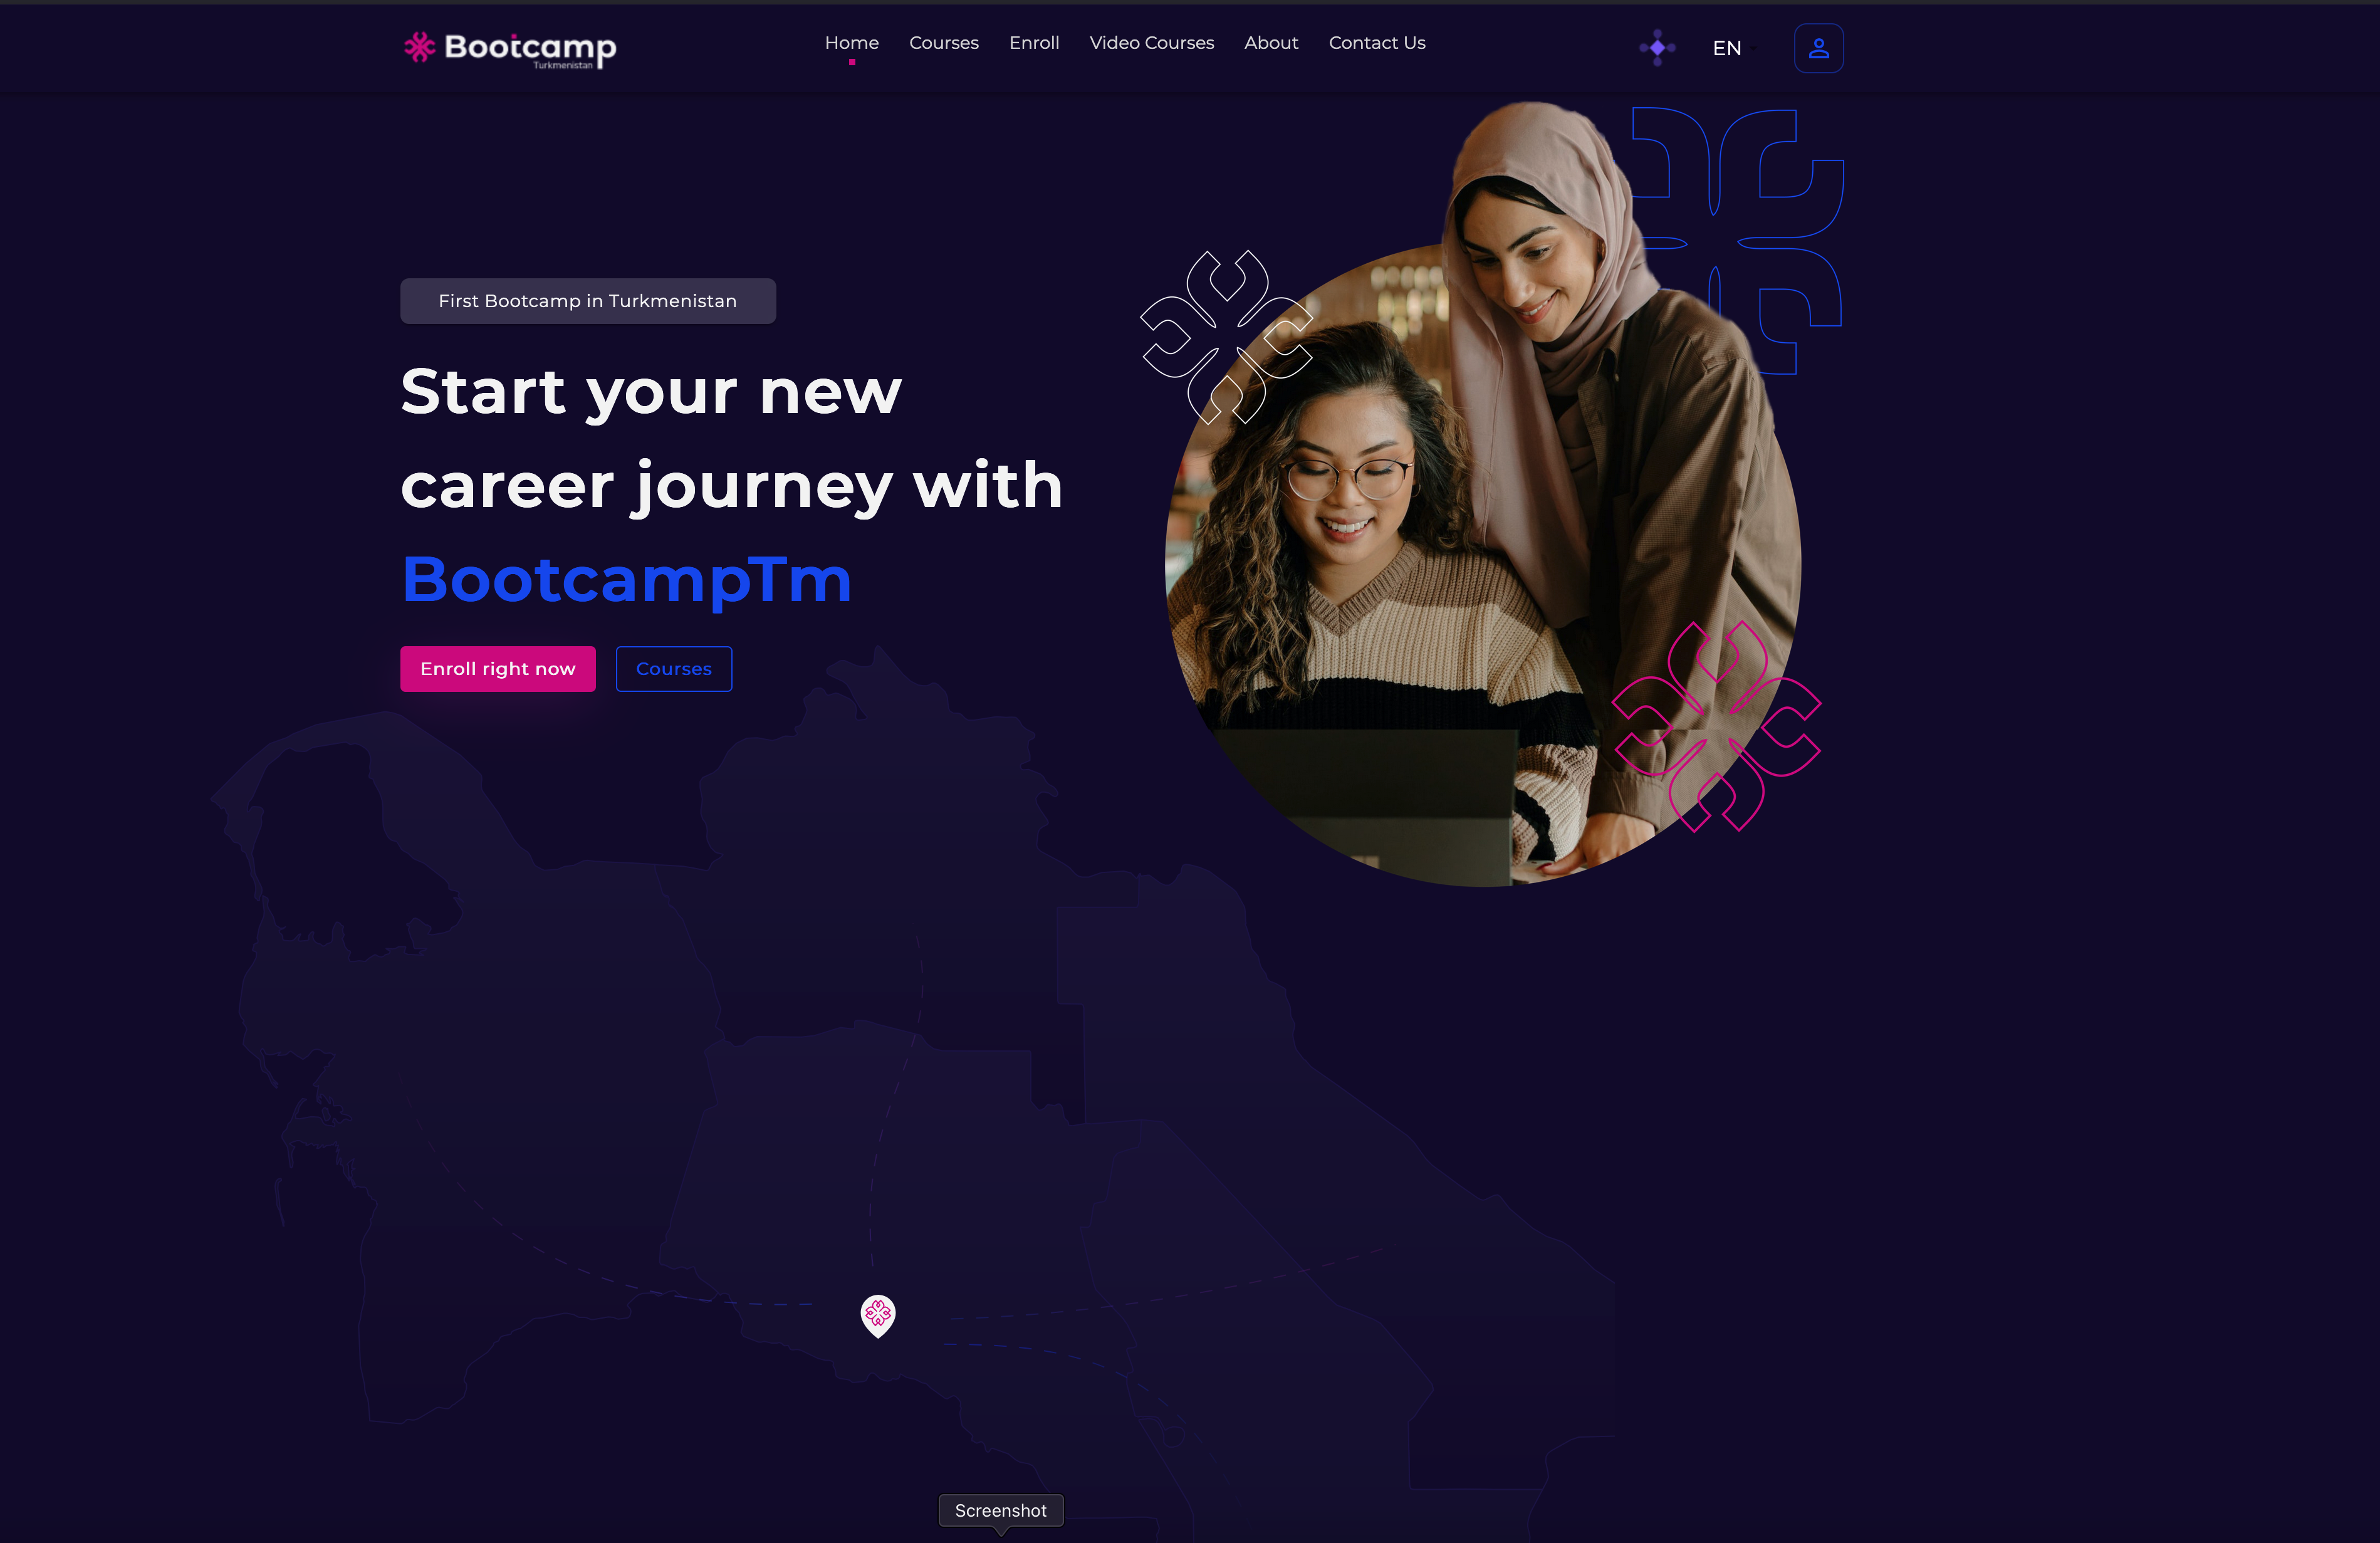 Bootcamp
Turkmenistan
Home Courses Enroll Video Courses About Contact Us
EN
First Bootcamp in Turkmenistan
Start your new
career journey with
BootcampTm
Enroll right now Courses
Screenshot